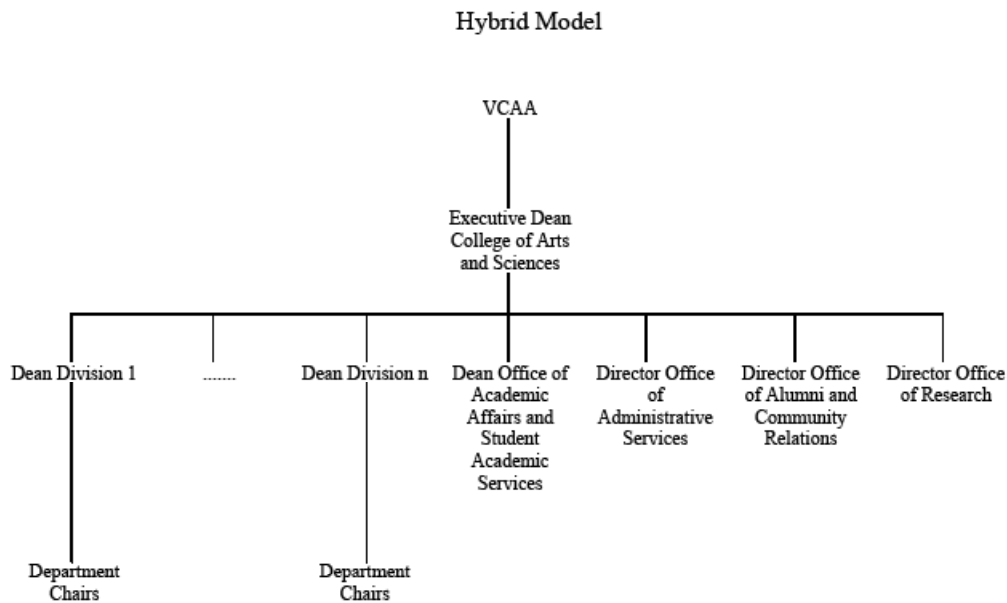 Hybrid Model
VCAA
Executive Dean
College of Arts
and Sciences
Dean Division 1
.......
Dean Division n
Dean Office of
Academic
Affairs and
Student
Academic
Services
Director Office
of
Administrative
Services
Director Office
of Alumni and
Community
Relations
Director Office
of Research
Department
Chairs
Department
Chairs